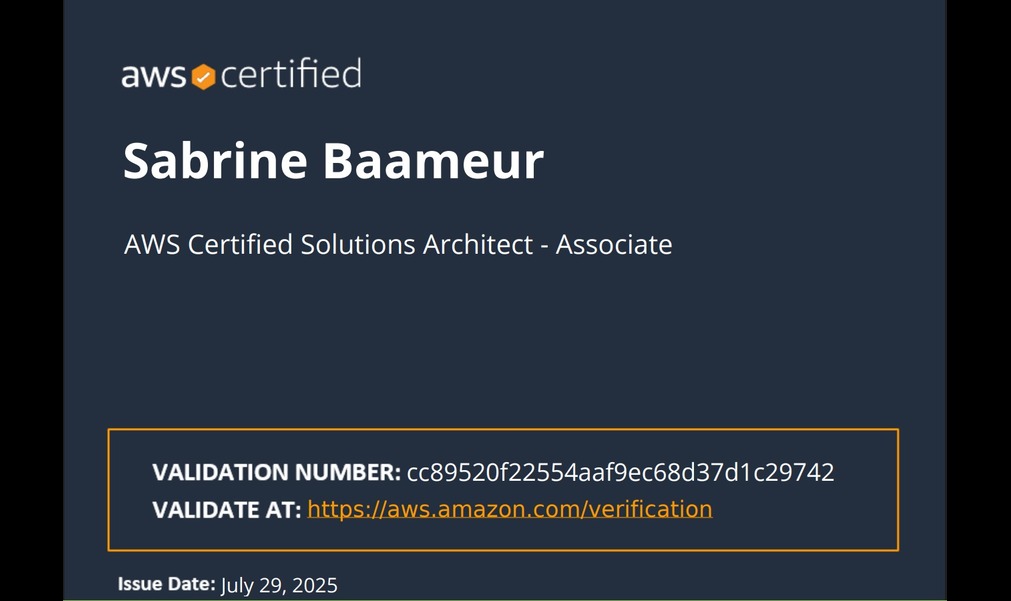 aws certified
Sabrine Baameur
AWS Certified Solutions Architect - Associate
VALIDATION NUMBER: cc89520f22554aaf9ec68d37d1c29742
VALIDATE AT: https://aws.amazon.com/verification
Issue Date: July 29, 2025